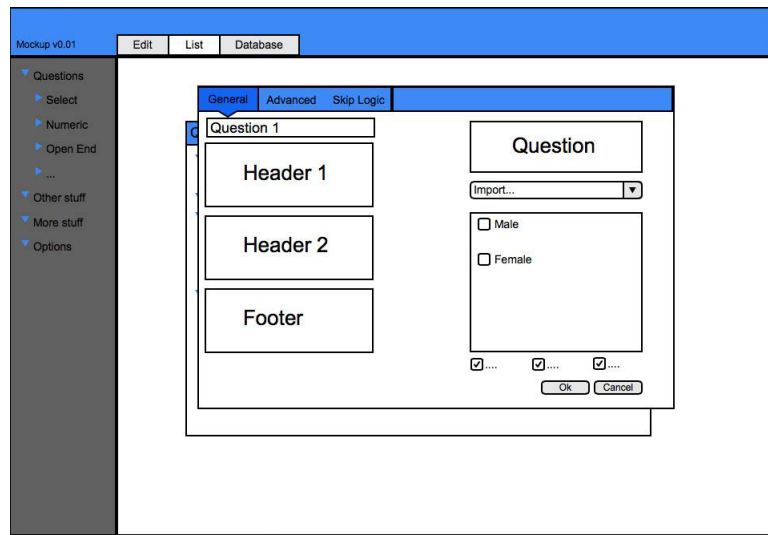 Mockup v0.01
Edit
List
Database
Questions
Select
Numeric
Open End
...
Other stuff
More stuff
Options
General
Advanced
Skip Logic
Question 1
Header 1
Header 2
Footer
Question
Import...
Male
Female
....
....
....
Ok
Cancel